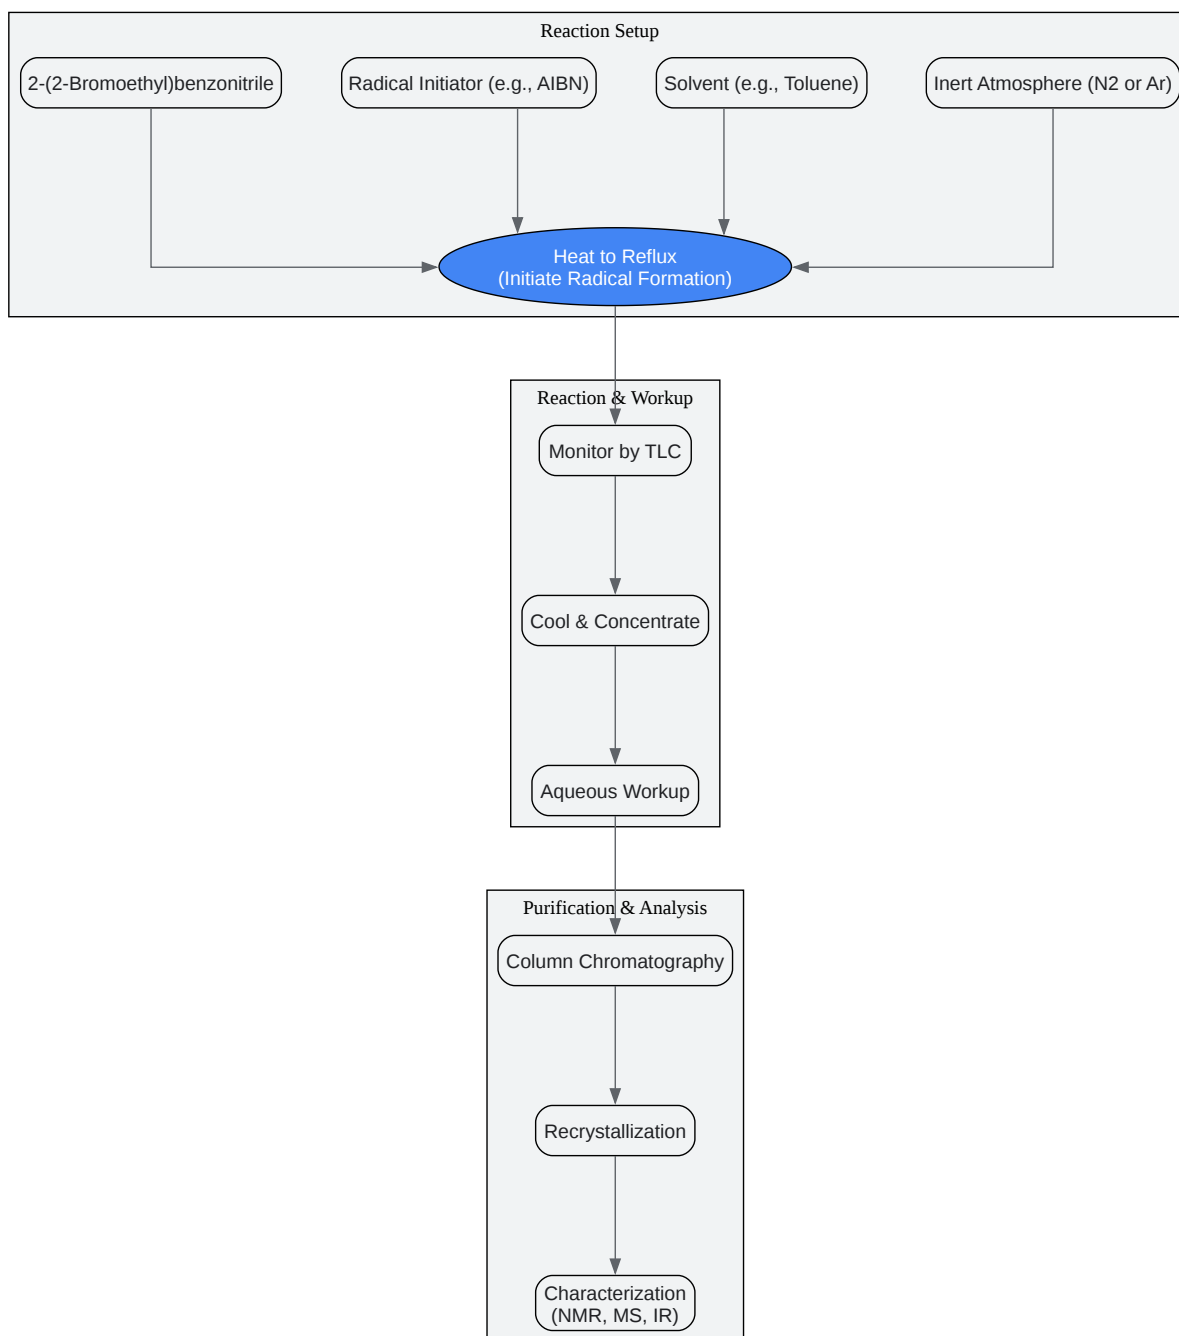 Reaction Setup
2-(2-Bromoethyl)benzonitrile
Radical Initiator (e.g., AIBN)
Solvent (e.g., Toluene)
Inert Atmosphere (N2 or Ar)
Heat to Reflux
(Initiate Radical Formation)
Reaction & Workup
Monitor by TLC
Cool & Concentrate
Aqueous Workup
Purification & Analysis
Column Chromatography
Recrystallization
Characterization
(NMR, MS, IR)